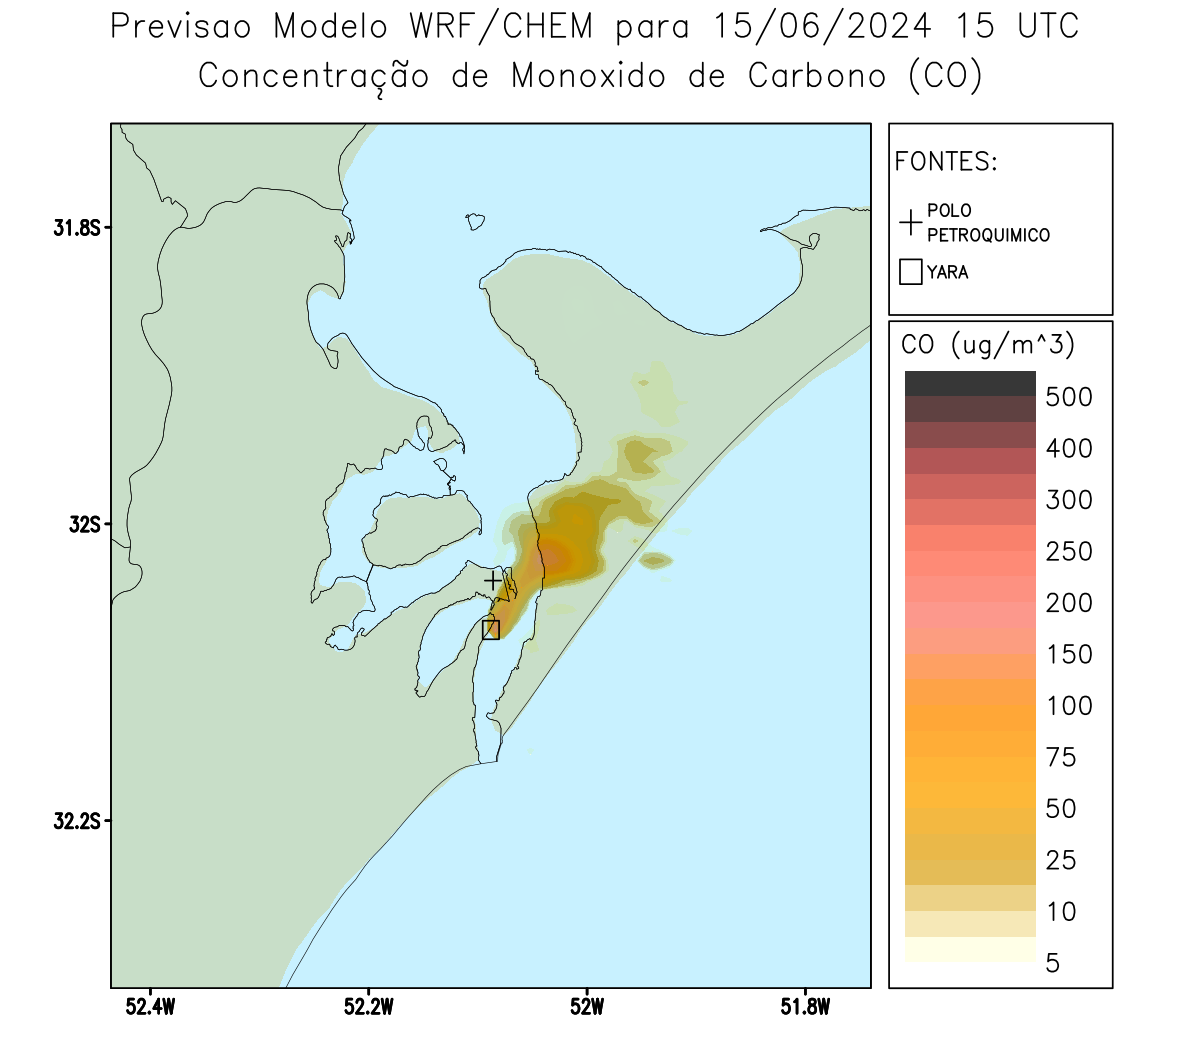 Previsao Modelo WRF/CHEM para 15/06/2024 15 UTC
Concentração de Monoxido de Carbono (CO)
FONTES:
POLO
PETROQUIMICO
YARA
CO (ug/m^3)
500
400
300
250
200
150
100
75
50
25
10
5
31.8S
32S
32.2S
52.4W
52.2W
52W
51.8W